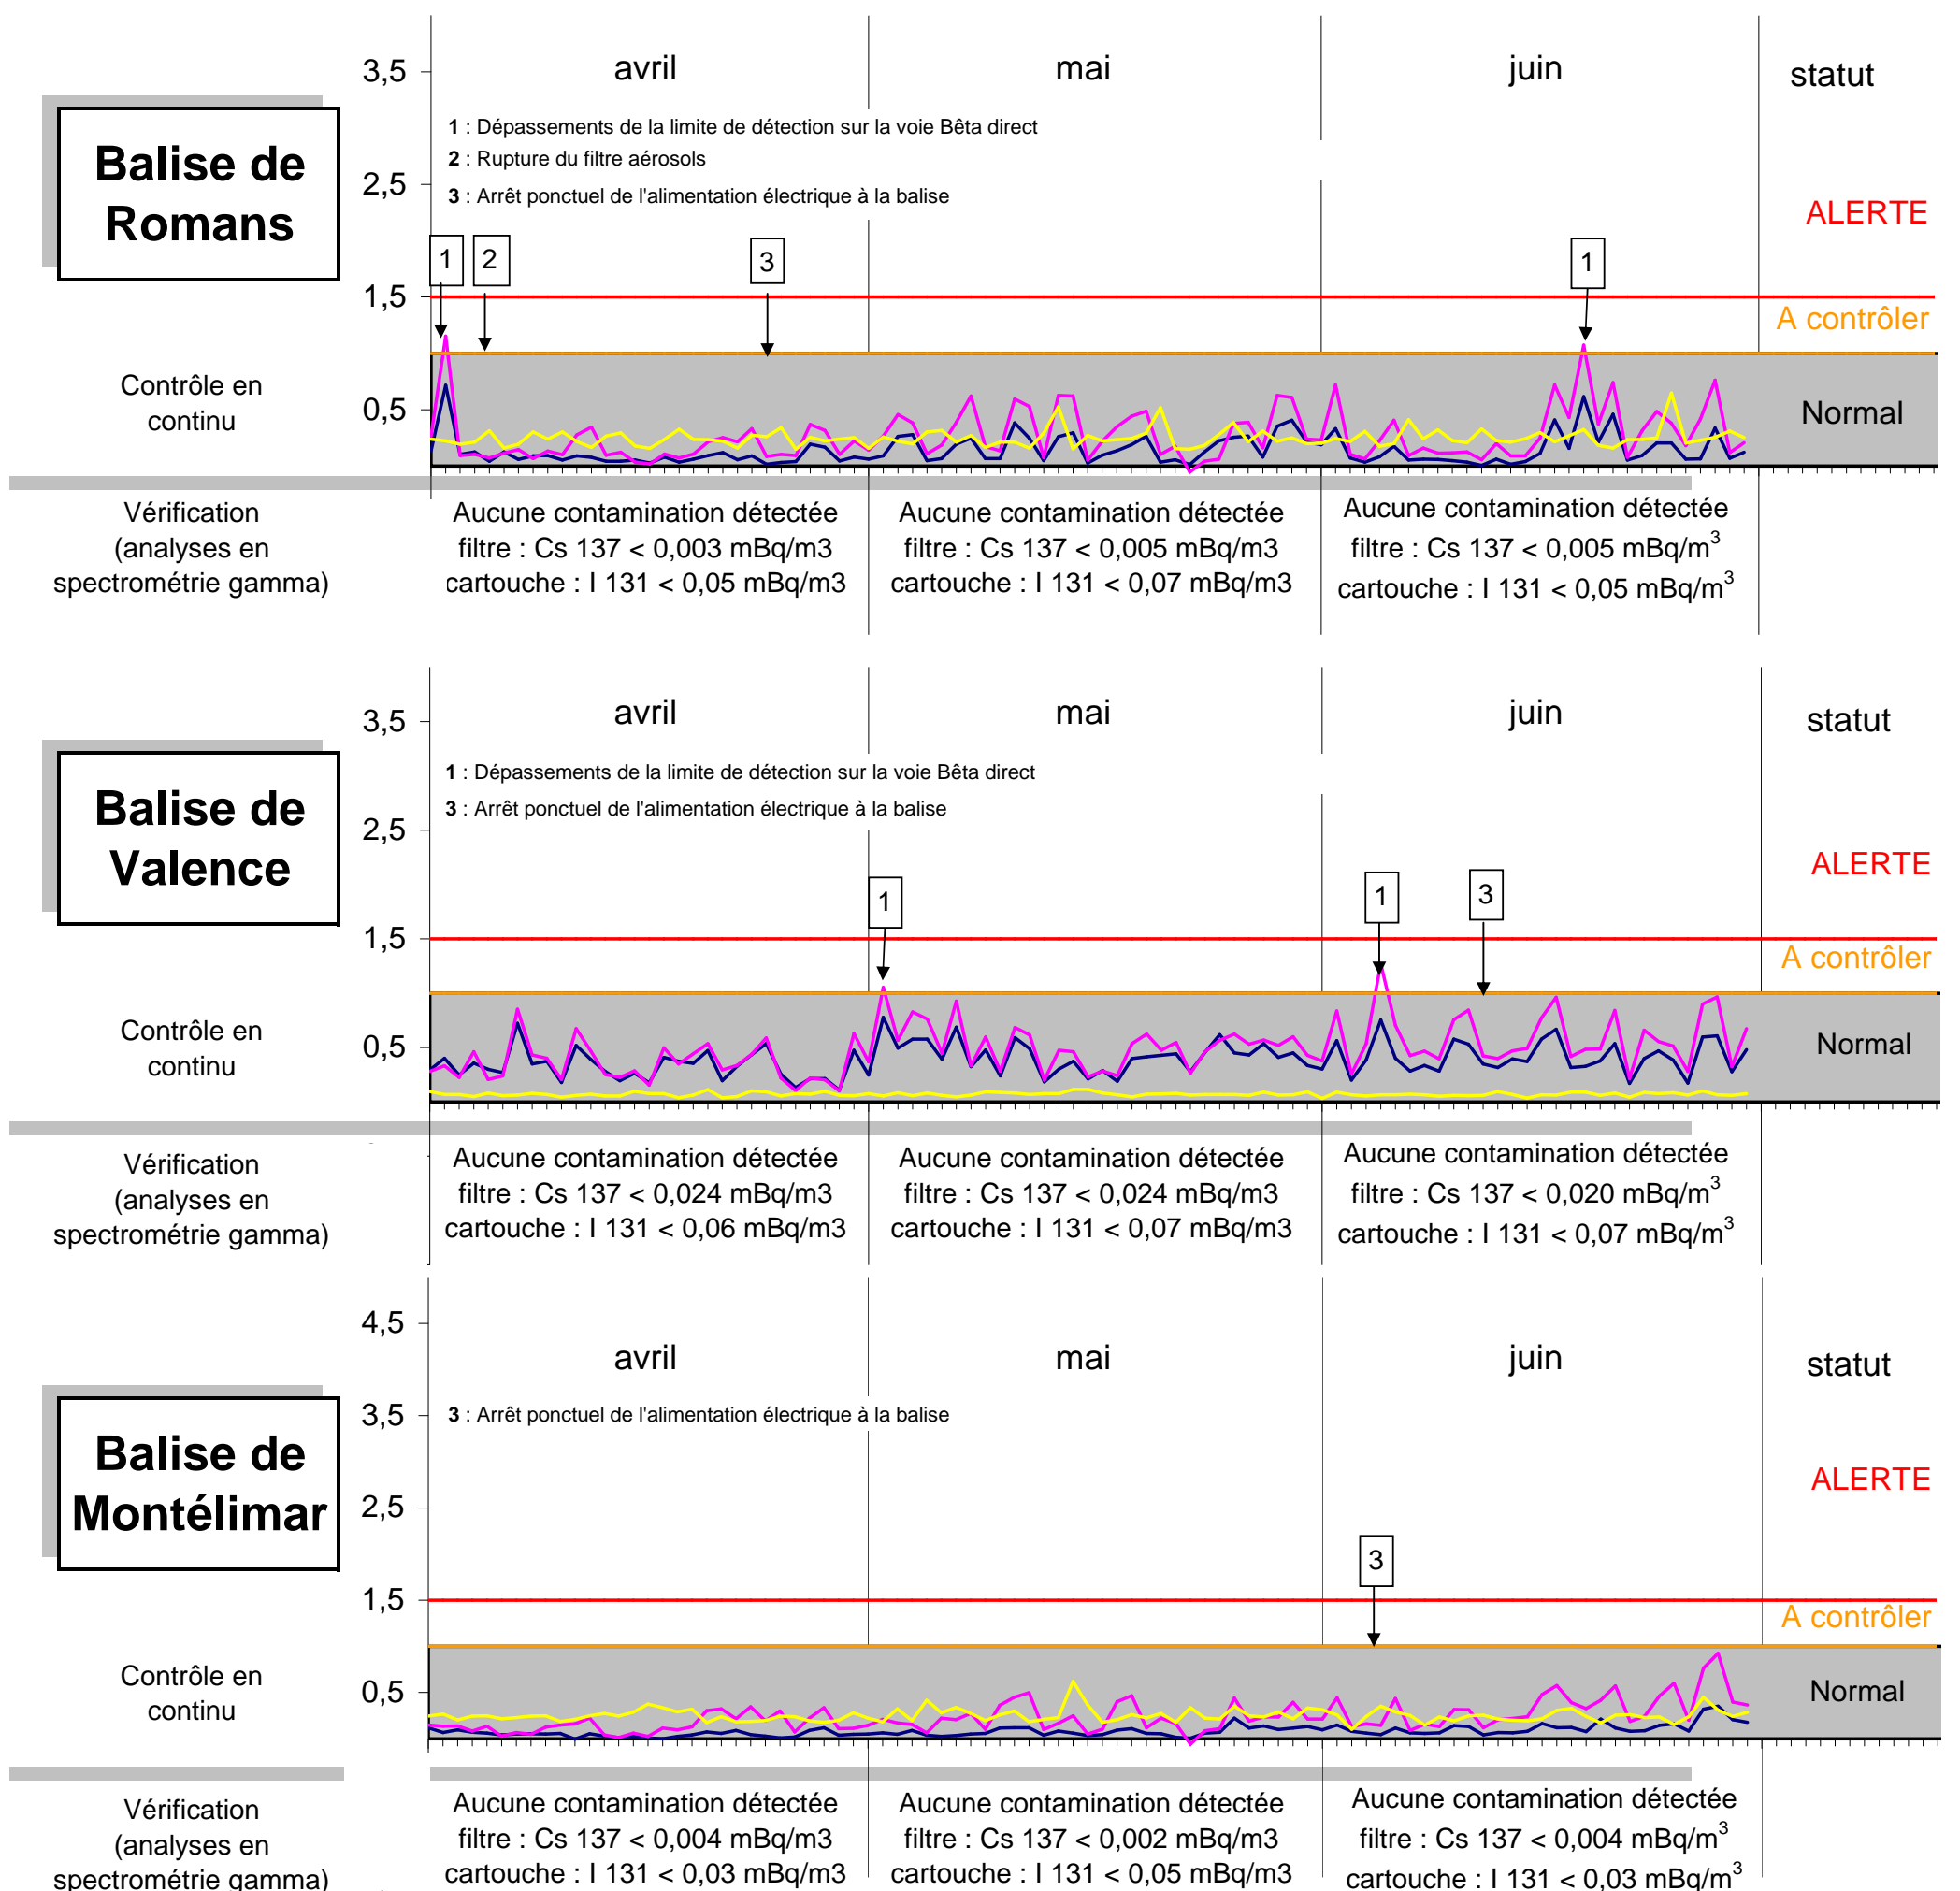 avril
mai
juin
statut
3,5
1 : Dépassements de la limite de détection sur la voie Bêta direct
2 : Rupture du filtre aérosols
3 : Arrêt ponctuel de l'alimentation électrique à la balise
Balise de
Romans
2,5
ALERTE
1
2
3
1
1,5
A contrôler
Contrôle en
continu
0,5
Normal
Vérification
(analyses en
spectrométrie gamma)
Aucune contamination détectée
filtre : Cs 137 < 0,003 mBq/m3
cartouche : I 131 < 0,05 mBq/m3
Aucune contamination détectée
filtre : Cs 137 < 0,005 mBq/m3
cartouche : I 131 < 0,07 mBq/m3
Aucune contamination détectée
filtre : Cs 137 < 0,005 mBq/m³
cartouche : I 131 < 0,05 mBq/m³
avril
mai
juin
statut
3,5
1 : Dépassements de la limite de détection sur la voie Bêta direct
3 : Arrêt ponctuel de l'alimentation électrique à la balise
Balise de
Valence
2,5
ALERTE
1
1
3
1,5
A contrôler
Contrôle en
continu
0,5
Normal
Vérification
(analyses en
spectrométrie gamma)
Aucune contamination détectée
filtre : Cs 137 < 0,024 mBq/m3
cartouche : I 131 < 0,06 mBq/m3
Aucune contamination détectée
filtre : Cs 137 < 0,024 mBq/m3
cartouche : I 131 < 0,07 mBq/m3
Aucune contamination détectée
filtre : Cs 137 < 0,020 mBq/m³
cartouche : I 131 < 0,07 mBq/m³
4,5
avril
mai
juin
statut
3,5
3 : Arrêt ponctuel de l'alimentation électrique à la balise
Balise de
Montélimar
2,5
ALERTE
3
1,5
A contrôler
Contrôle en
continu
0,5
Normal
Vérification
(analyses en
spectrométrie gamma)
Aucune contamination détectée
filtre : Cs 137 < 0,004 mBq/m3
cartouche : I 131 < 0,03 mBq/m3
Aucune contamination détectée
filtre : Cs 137 < 0,002 mBq/m3
cartouche : I 131 < 0,05 mBq/m3
Aucune contamination détectée
filtre : Cs 137 < 0,004 mBq/m³
cartouche : I 131 < 0,03 mBq/m³